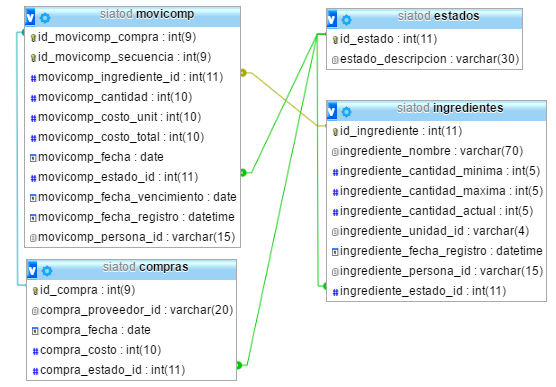 siatod movicomp
id_movicomp_compra : int(9)
id_movicomp_secuencia : int(9)
movicomp_ingrediente_id : int(11)
movicomp_cantidad : int(10)
movicomp_costo_unit : int(10)
movicomp_costo_total : int(10)
movicomp_fecha : date
movicomp_estado_id : int(11)
movicomp_fecha_vencimiento : date
movicomp_fecha_registro : datetime
movicomp_persona_id : varchar(15)
siatod compras
id_compra : int(9)
compra_proveedor_id : varchar(20)
compra_fecha : date
compra_costo : int(10)
compra_estado_id : int(11)
siatod estados
id_estado : int(11)
estado_descripcion : varchar(30)
siatod ingredientes
id_ingrediente : int(11)
ingrediente_nombre : varchar(70)
ingrediente_cantidad_minima : int(5)
ingrediente_cantidad_maxima : int(5)
ingrediente_cantidad_actual : int(5)
ingrediente_unidad_id : varchar(4)
ingrediente_fecha_registro : datetime
ingrediente_persona_id : varchar(15)
ingrediente_estado_id : int(11)